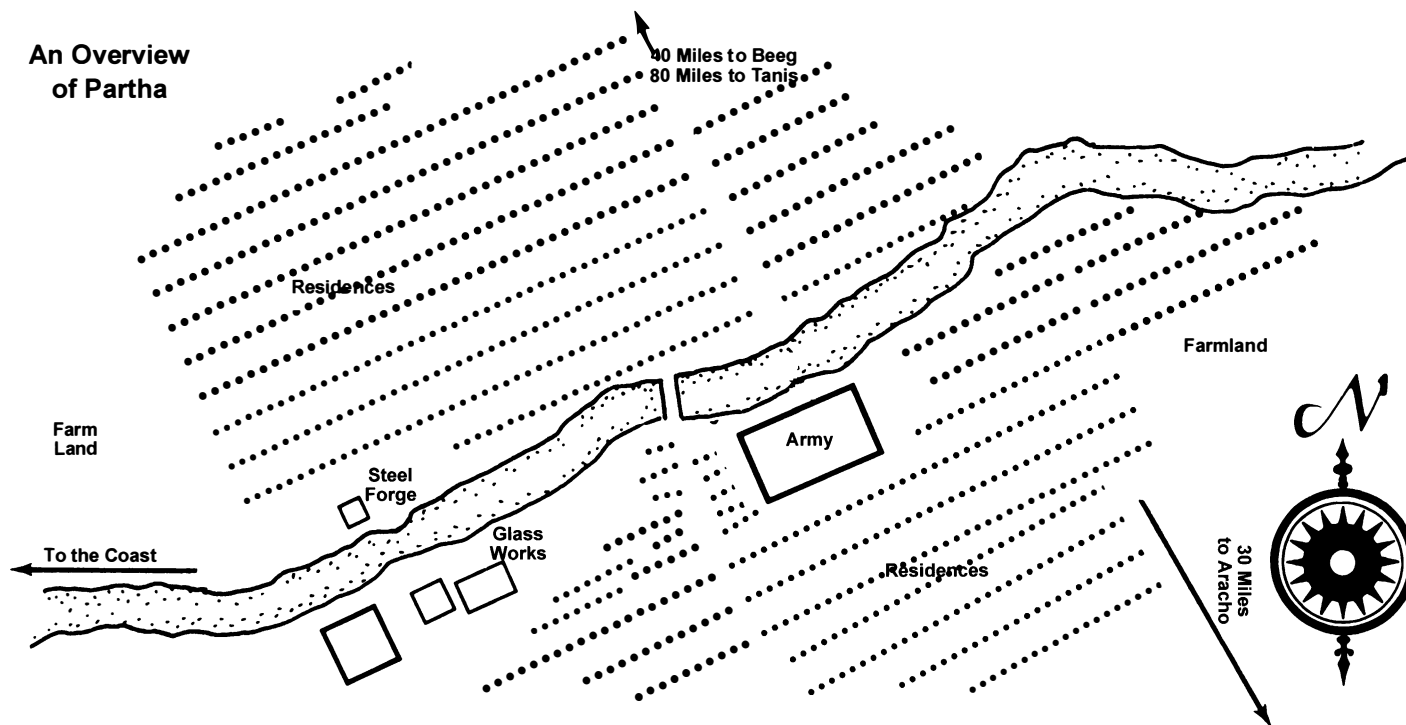 An Overview
of Partha
40 Miles to Beeg
80 Miles to Tanis
Residences
Farmland
Farm
Land
Army
Steel
Forge
Glass
Works
To the Coast
Residences
30 Miles
to Aracho
N